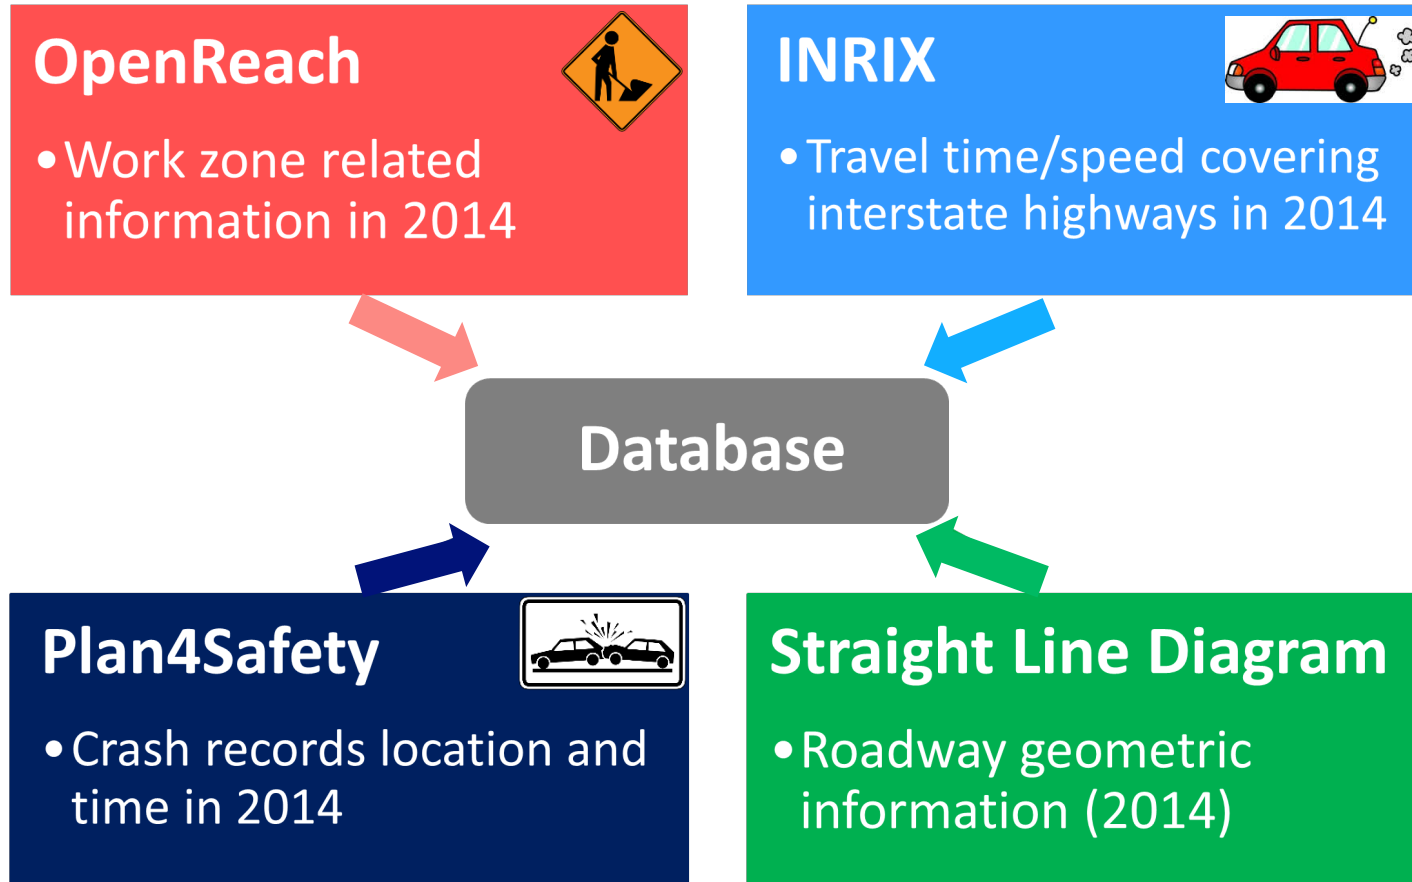 OpenReach
•Work zone related
information in 2014
INRIX
•Travel time/speed covering
interstate highways in 2014
Database
Plan4Safety
•Crash records location and
time in 2014
Straight Line Diagram
•Roadway geometric
information (2014)